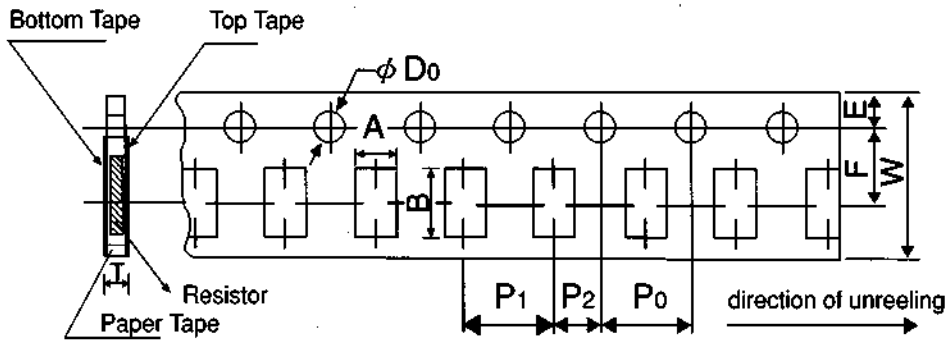 Bottom Tape
Top Tape
φ D0
A
E
F
W
B
T
Resistor
Paper Tape
P1
P2
P0
direction of unreeling